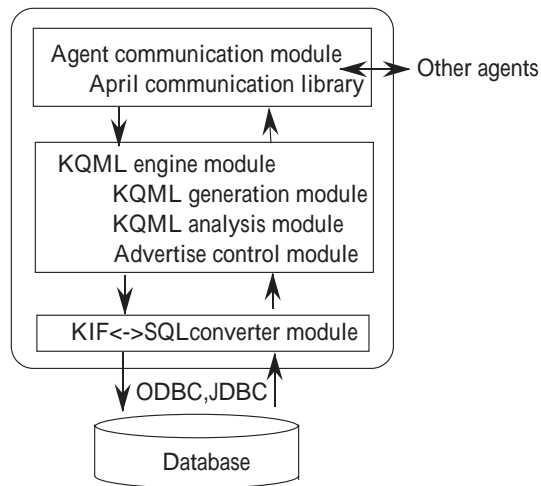 Agent communication module
April communication library
Other agents
KQML engine module
KQML generation module
KQML analysis module
Advertise control module
KIF<->SQLconverter module
ODBC,JDBC
Database